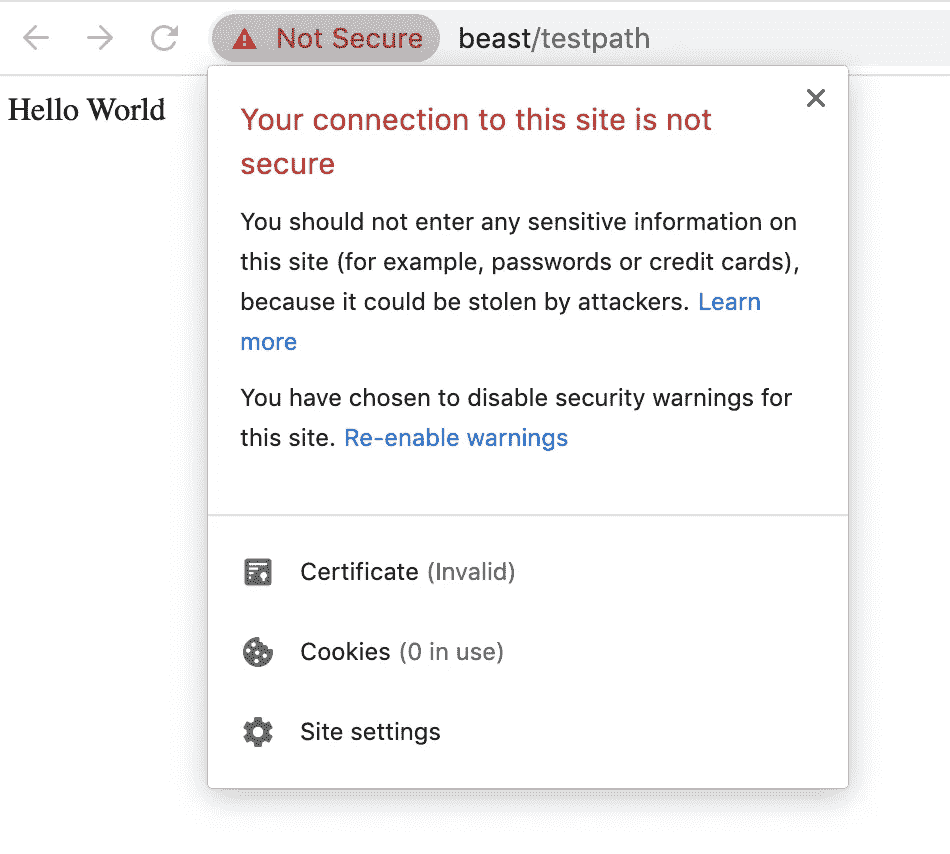 Not Secure beast/testpath
Hello World
Your connection to this site is not
secure
You should not enter any sensitive information on
this site (for example, passwords or credit cards),
because it could be stolen by attackers. Learn
more
You have chosen to disable security warnings for
this site. Re-enable warnings
Certificate (Invalid)
Cookies (0 in use)
Site settings